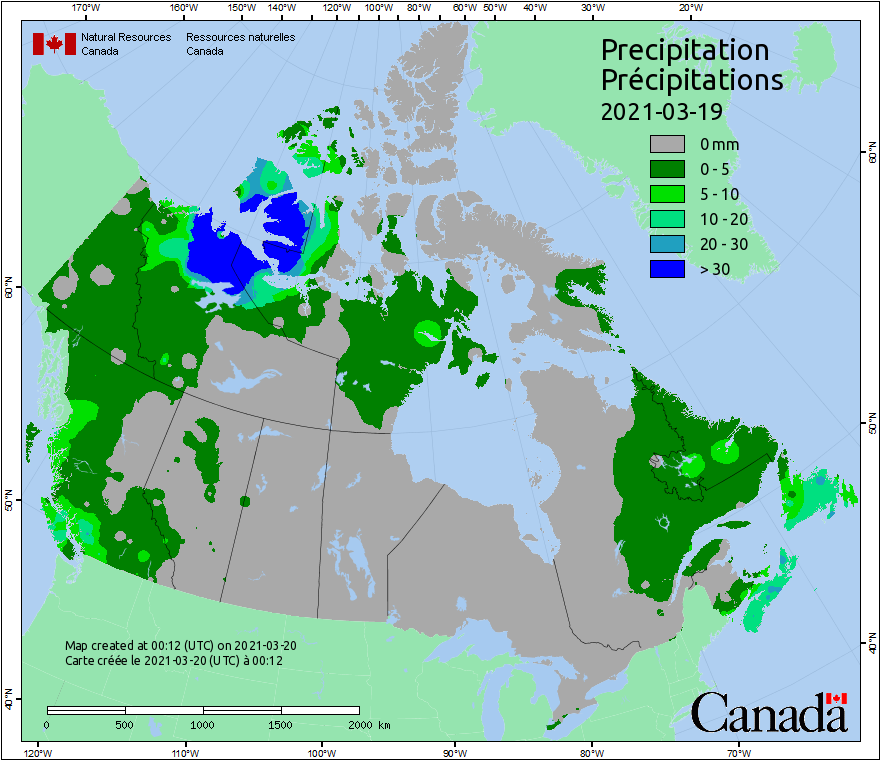 170°W 160°W 150°W 140°W 120°W 100°W 80°W 60°W 50°W 40°W 30°W 20°W
Natural Resources Ressources naturelles
Canada Canada
Precipitation
Précipitations
2021-03-19
0 mm
0 - 5
5 - 10
10 - 20
20 - 30
> 30
60°N
60°N
50°N
50°N
40°N
40°N
Map created at 00:12 (UTC) on 2021-03-20
Carte créée le 2021-03-20 (UTC) à 00:12
0 500 1000 1500 2000 km
Canada
120°W 110°W 100°W 90°W 80°W 70°W